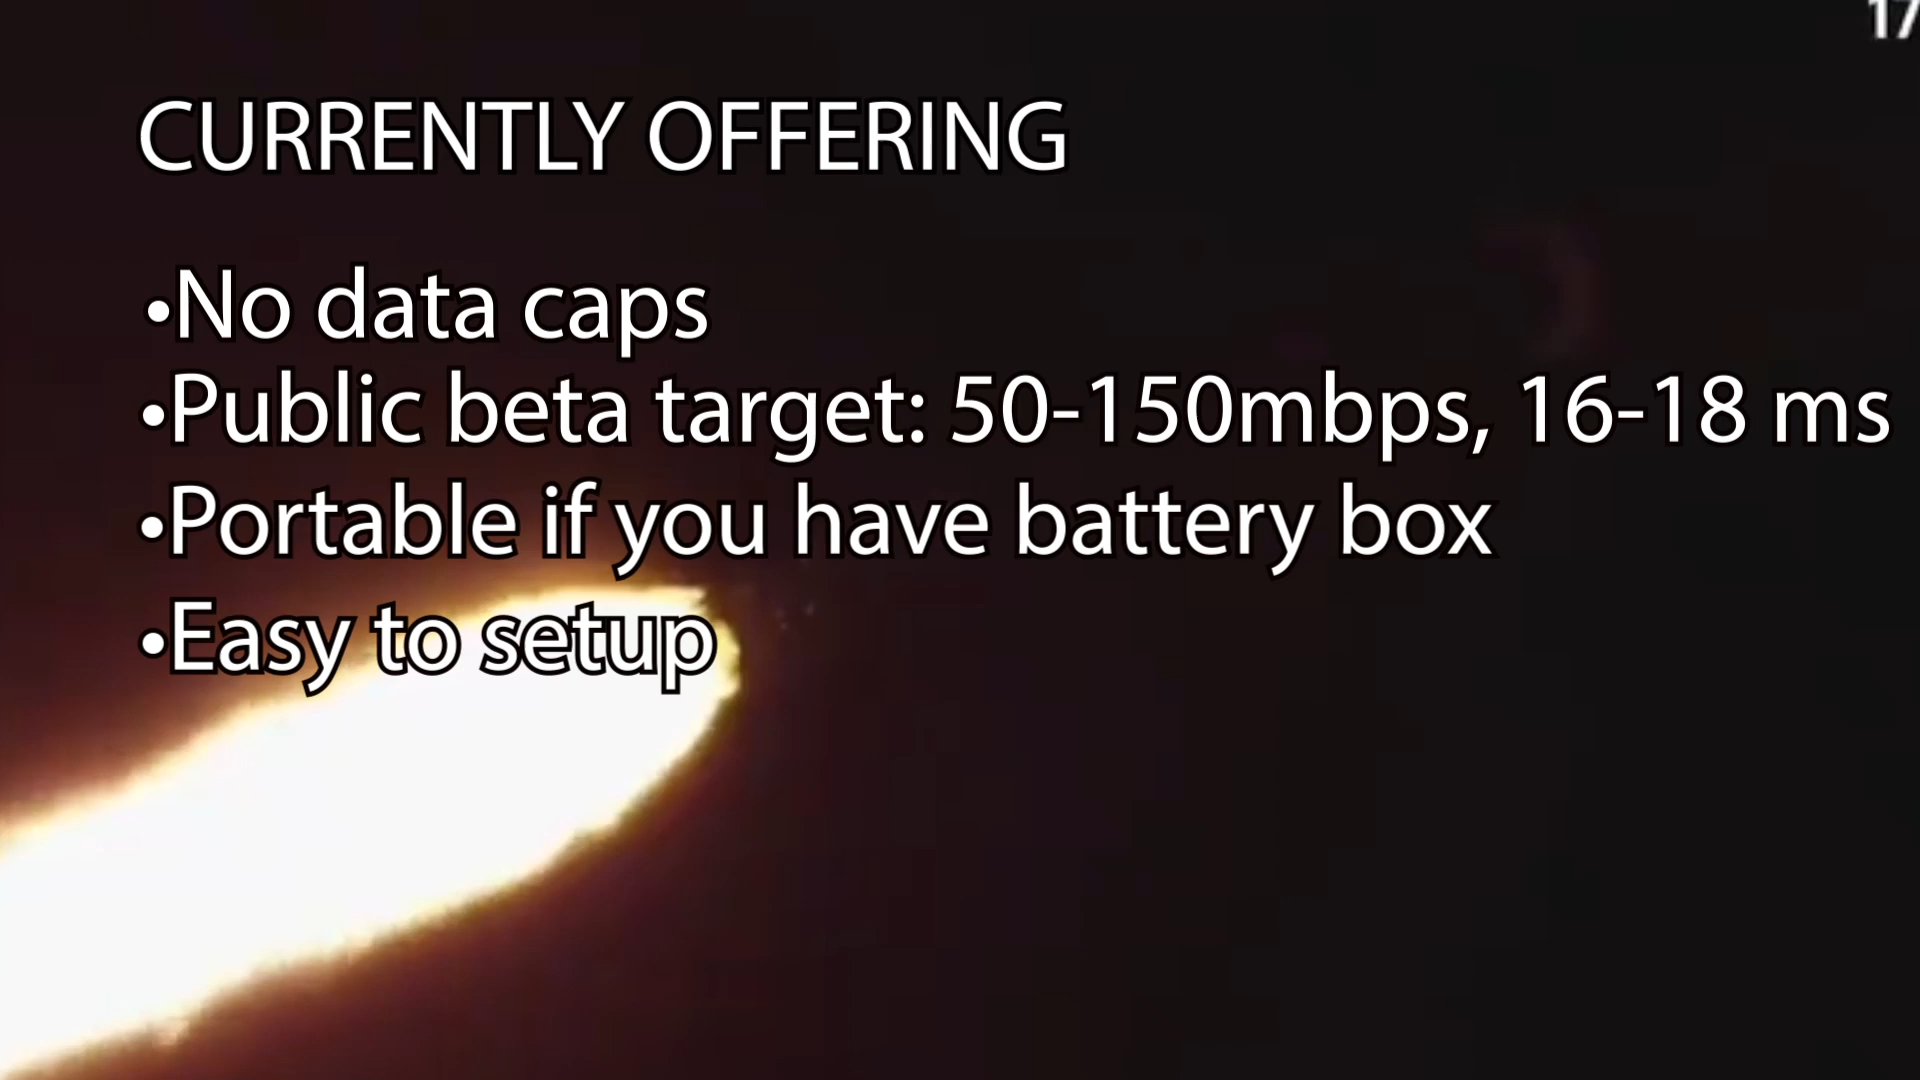 17
CURRENTLY OFFERING
•No data caps
•Public beta target: 50-150mbps, 16-18 ms
•Portable if you have battery box
•Easy to setup